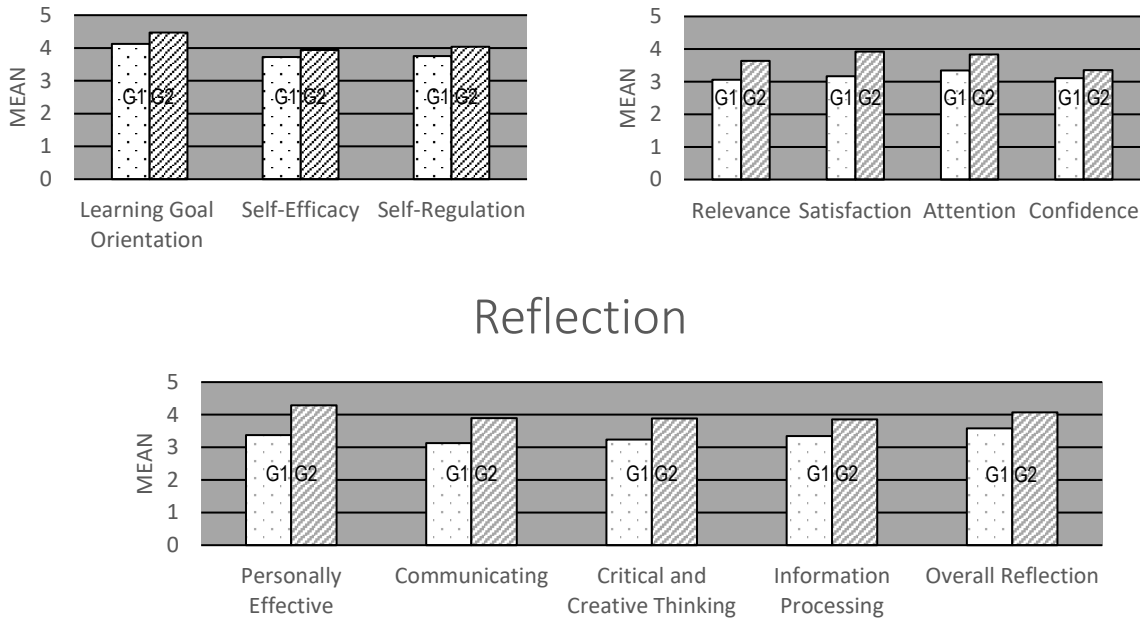 5
4
3
2
1
0
MEAN
G1 G2
G1 G2
G1 G2
Learning Goal
Orientation
Self-Efficacy
Self-Regulation
5
4
3
2
1
0
MEAN
G1 G2
G1 G2
G1 G2
G1 G2
Relevance
Satisfaction
Attention
Confidence
Reflection
5
4
3
2
1
0
MEAN
G1 G2
G1 G2
G1 G2
G1 G2
G1 G2
Personally
Effective
Communicating
Critical and
Creative Thinking
Information
Processing
Overall Reflection